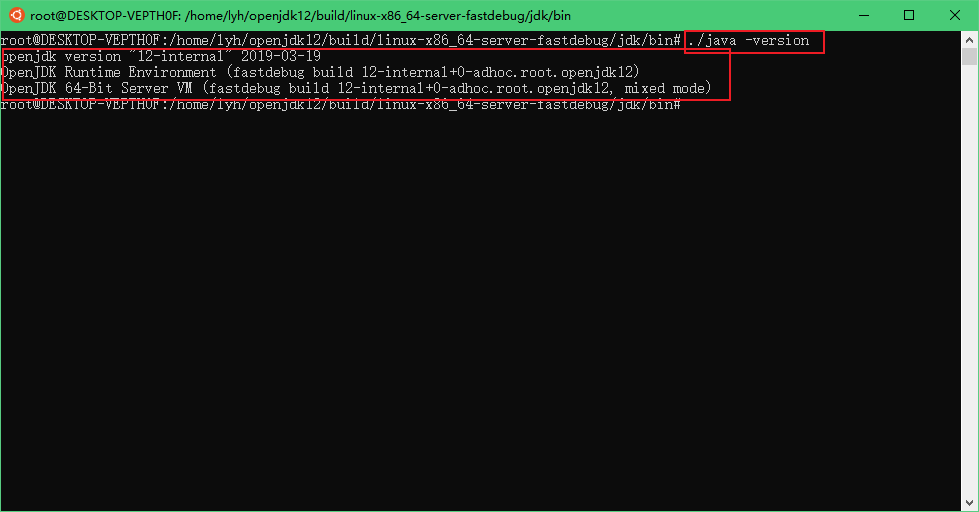 root@DESKTOP-VEPTH0F: /home/lyh/openjdk12/build/linux-x86_64-server-fastdebug/jdk/bin
root@DESKTOP-VEPTH0F:/home/lyh/openjdk12/build/linux-x86_64-server-fastdebug/jdk/bin# ./java -version
openjdk version "12-internal" 2019-03-19
OpenJDK Runtime Environment (fastdebug build 12-internal+0-adhoc.root.openjdk12)
OpenJDK 64-Bit Server VM (fastdebug build 12-internal+0-adhoc.root.openjdk12, mixed mode)
root@DESKTOP-VEPTH0F:/home/lyh/openjdk12/build/linux-x86_64-server-fastdebug/jdk/bin#